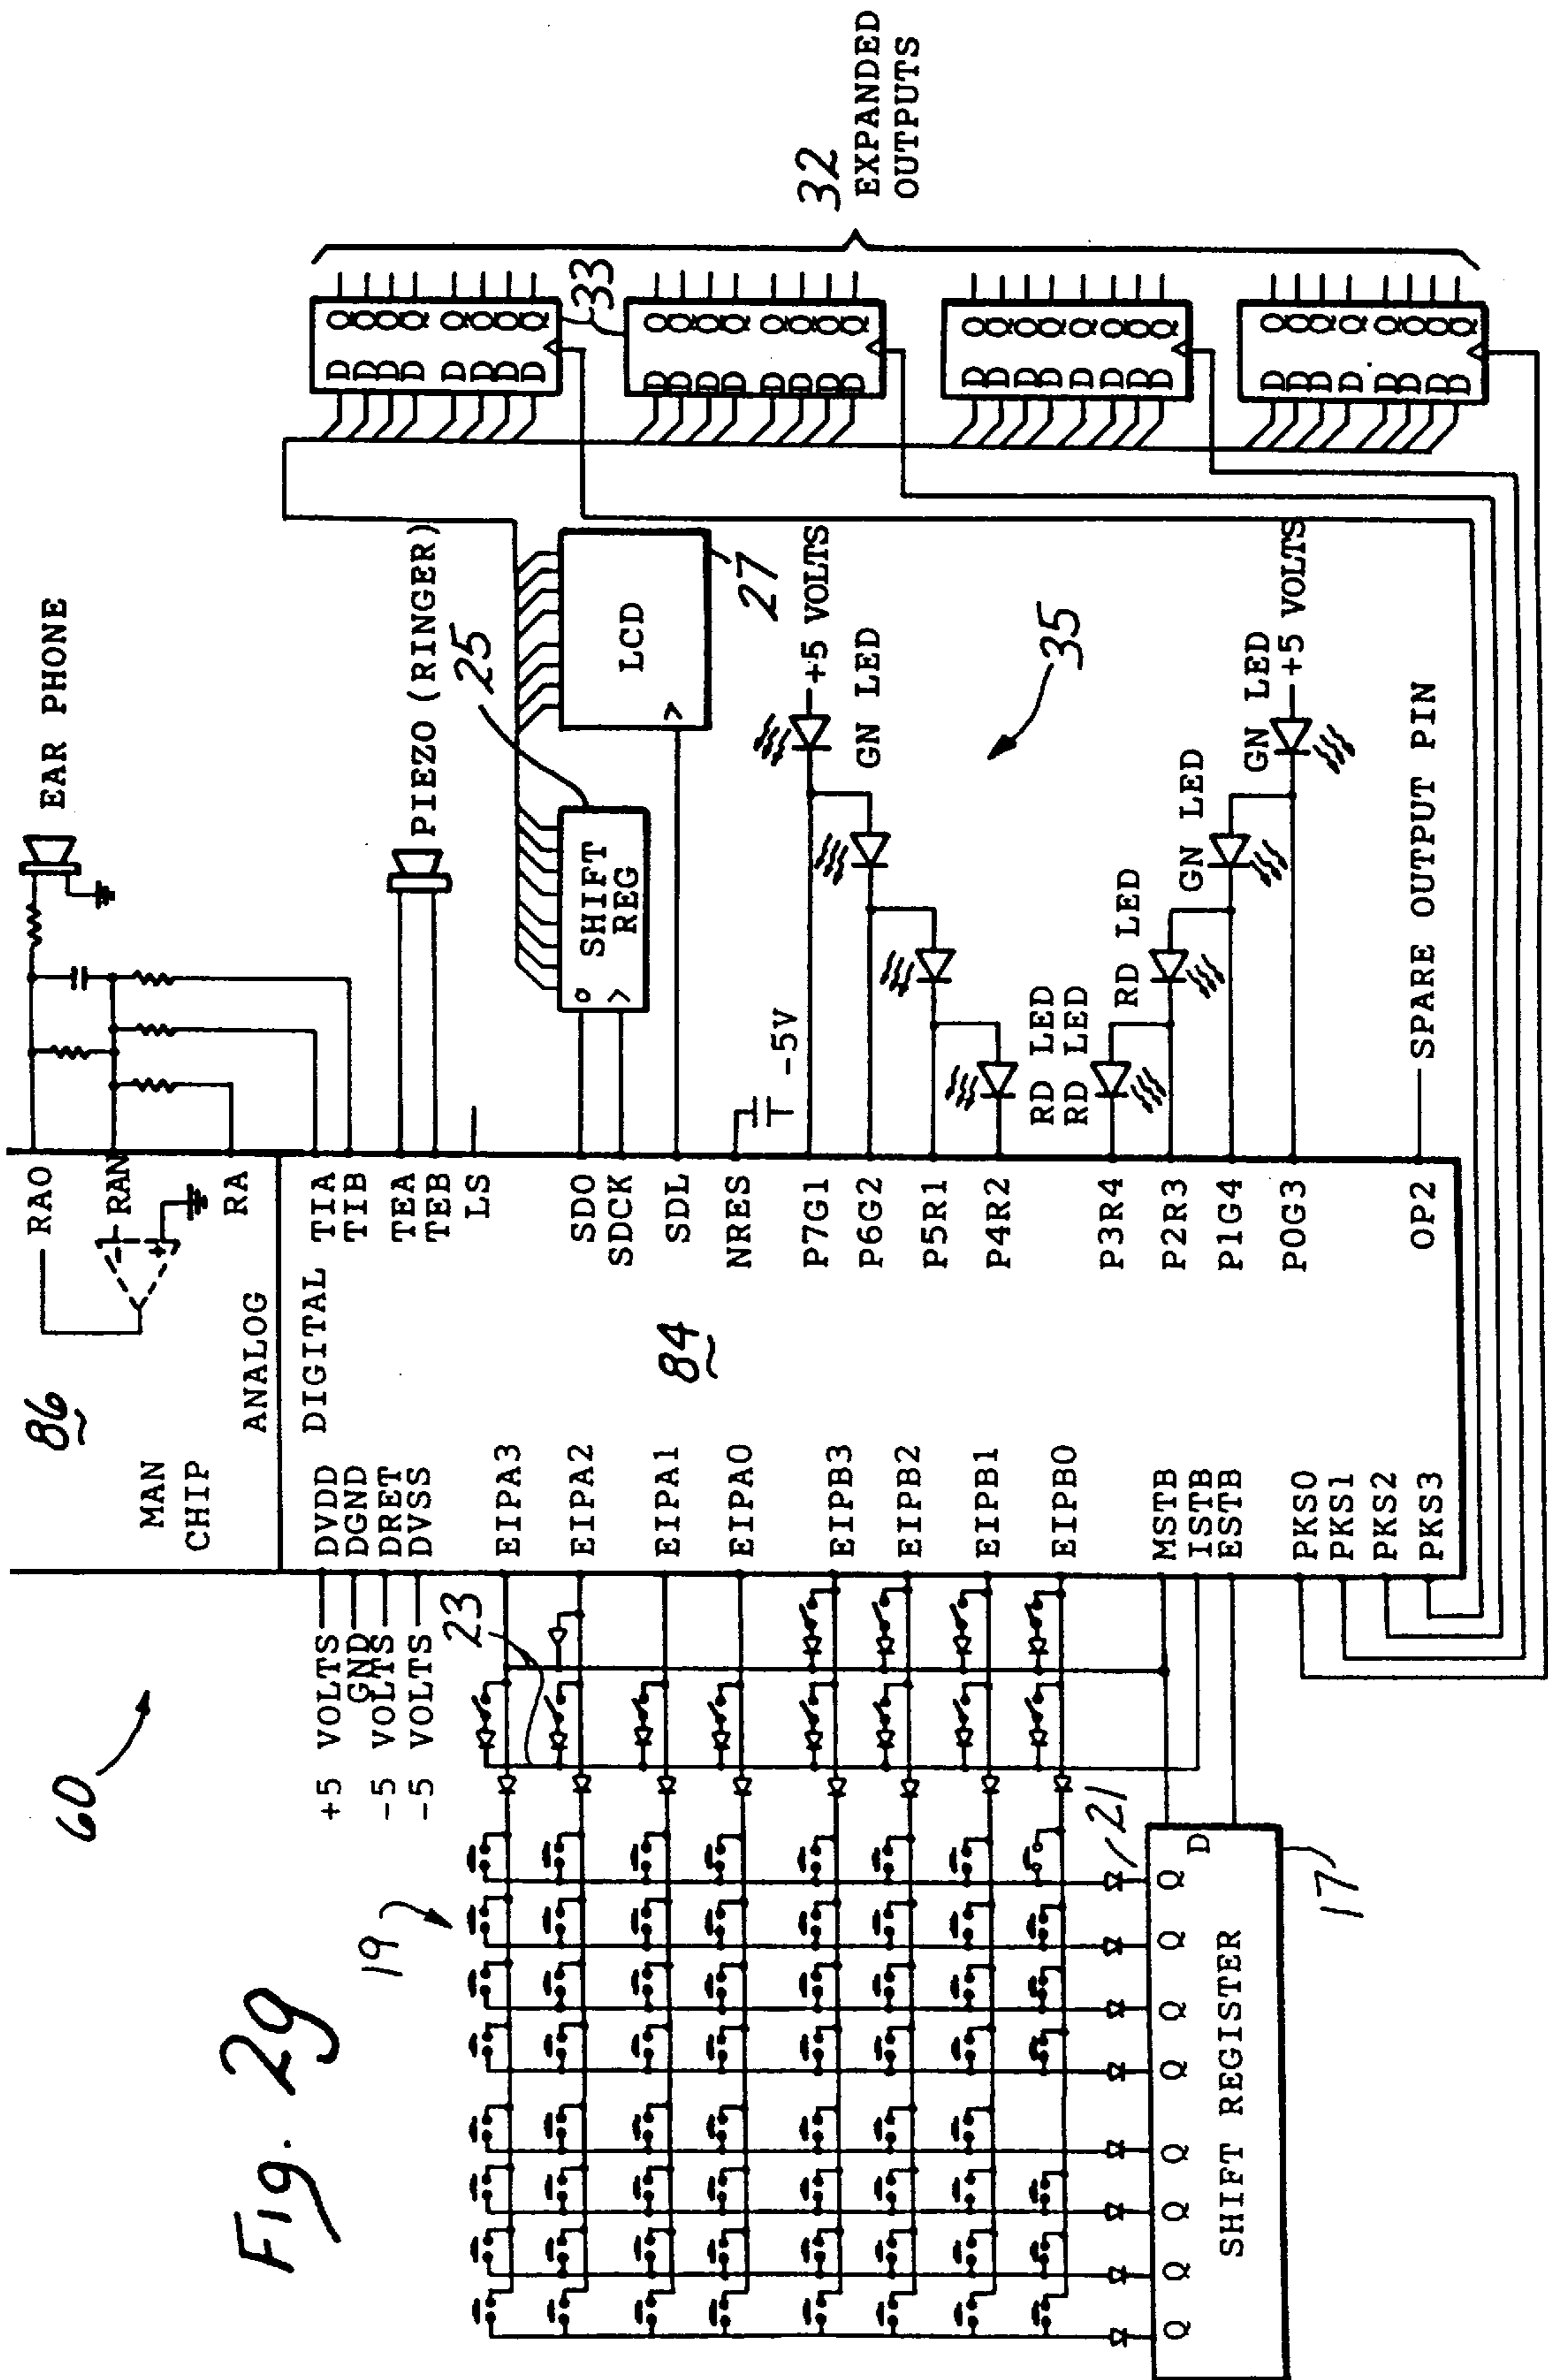 Fig. 29
60
86
MAN
CHIP
ANALOG
DIGITAL
84
RAO
RAN
RA
-
+
EAR PHONE
+5 VOLTS
GND
-5 VOLTS
-5 VOLTS
DVDD
DGND
DRET
DVSS
23
19
EIPA3
EIPA2
EIPA1
EIPA0
EIPB3
EIPB2
EIPB1
EIPB0
MSTB
ISTB
ESTB
PKS0
PKS1
PKS2
PKS3
21
D
Q Q Q Q Q Q Q Q
SHIFT REGISTER
17
TIA
TIB
TEA
TEB
LS
SDO
SDCK
SDL
NRES
P7G1
P6G2
P5R1
P4R2
P3R4
P2R3
P1G4
P0G3
OP2
PIEZO (RINGER)
25
SHIFT
REG
LCD
27
-5V
+5 VOLTS
GN LED
35
RD LED
RD LED
RD LED
GN LED
GN LED
+5 VOLTS
SPARE OUTPUT PIN
33
D D D D D D D D
Q Q Q Q Q Q Q Q
D D D D D D D D
Q Q Q Q Q Q Q Q
D D D D D D D D
Q Q Q Q Q Q Q Q
D D D D D D D D
Q Q Q Q Q Q Q Q
32
EXPANDED
OUTPUTS